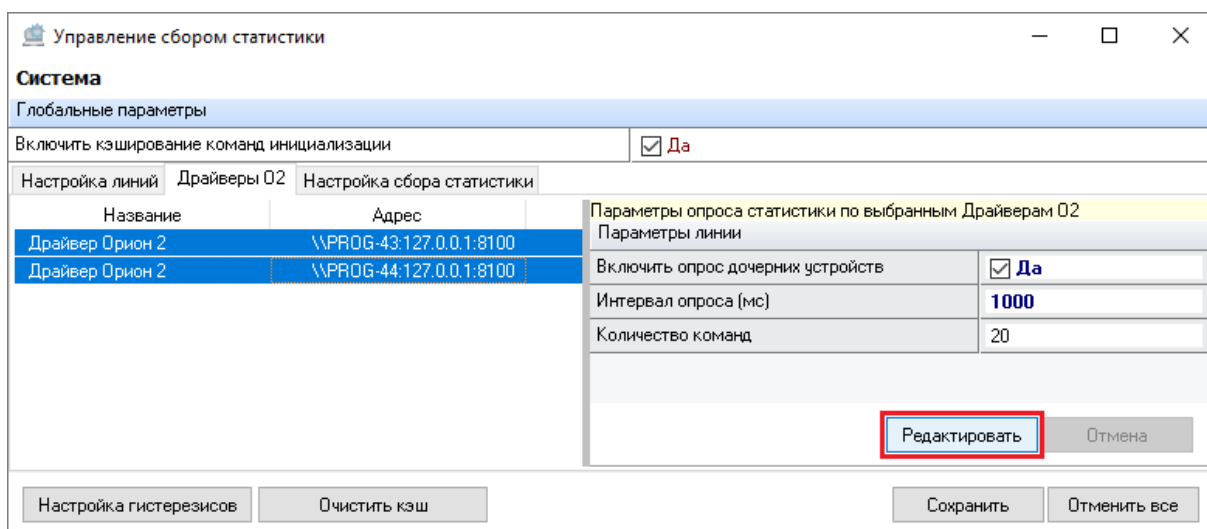 Управление сбором статистики
Система
Глобальные параметры
Включить кэширование команд инициализации Да
Настройка линий Драйверы О2 Настройка сбора статистики
Название Адрес
Драйвер Орион 2 \\PROG-43:127.0.0.1:8100
Драйвер Орион 2 \\PROG-44:127.0.0.1:8100
Параметры опроса статистики по выбранным Драйверам О2
Параметры линии
Включить опрос дочерних устройств Да
Интервал опроса (мс) 1000
Количество команд 20
Редактировать Отмена
Настройка гистерезисов Очистить кэш Сохранить Отменить все